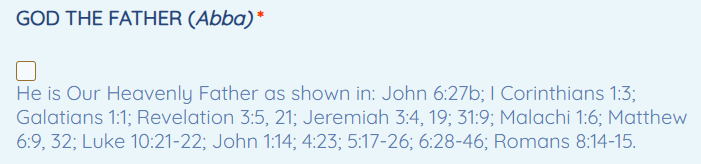 GOD THE FATHER (Abba) *
He is Our Heavenly Father as shown in: John 6:27b; I Corinthians 1:3;
Galatians 1:1; Revelation 3:5, 21; Jeremiah 3:4, 19; 31:9; Malachi 1:6; Matthew
6:9, 32; Luke 10:21-22; John 1:14; 4:23; 5:17-26; 6:28-46; Romans 8:14-15.